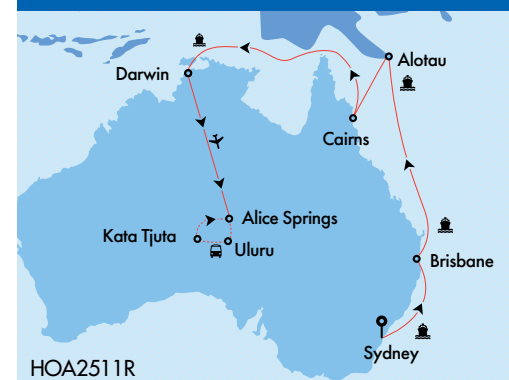 Darwin
Alotau
Cairns
Alice Springs
Kata Tjuta
Uluru
Brisbane
Sydney
HOA2511R